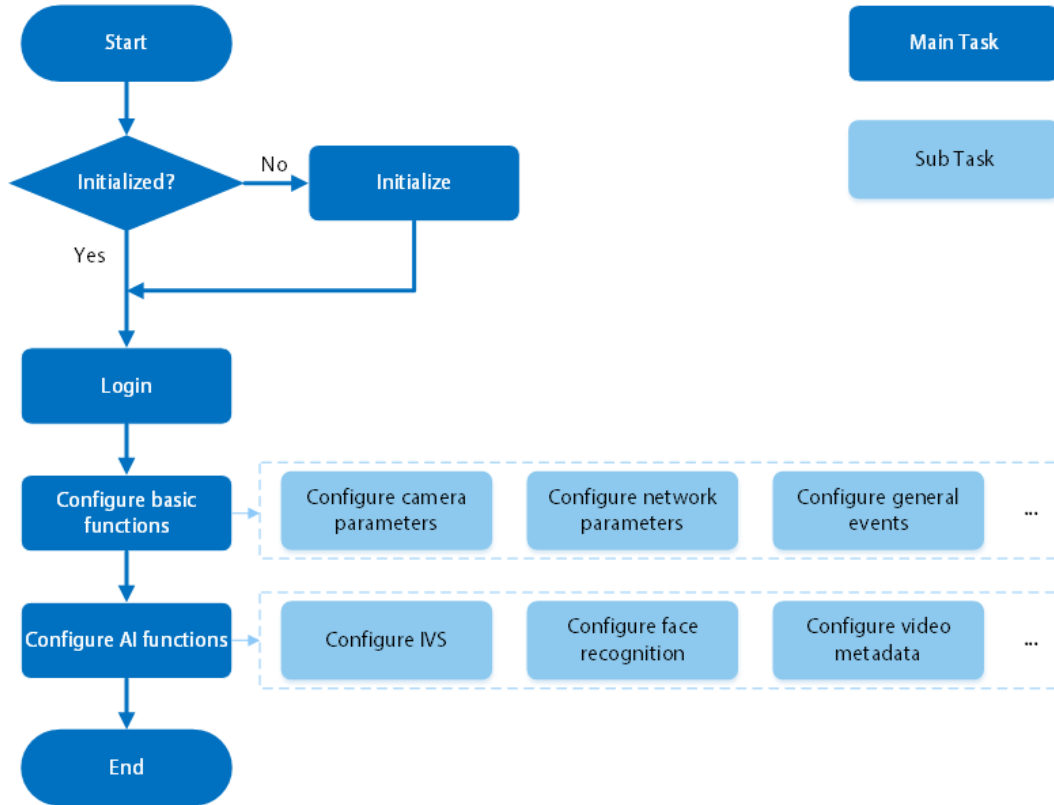 Start
Main Task
Sub Task
Initialized?
No
Initialize
Yes
Login
Configure basic
functions
Configure camera
parameters
Configure network
parameters
Configure general
events
...
Configure AI functions
Configure IVS
Configure face
recognition
Configure video
metadata
...
End